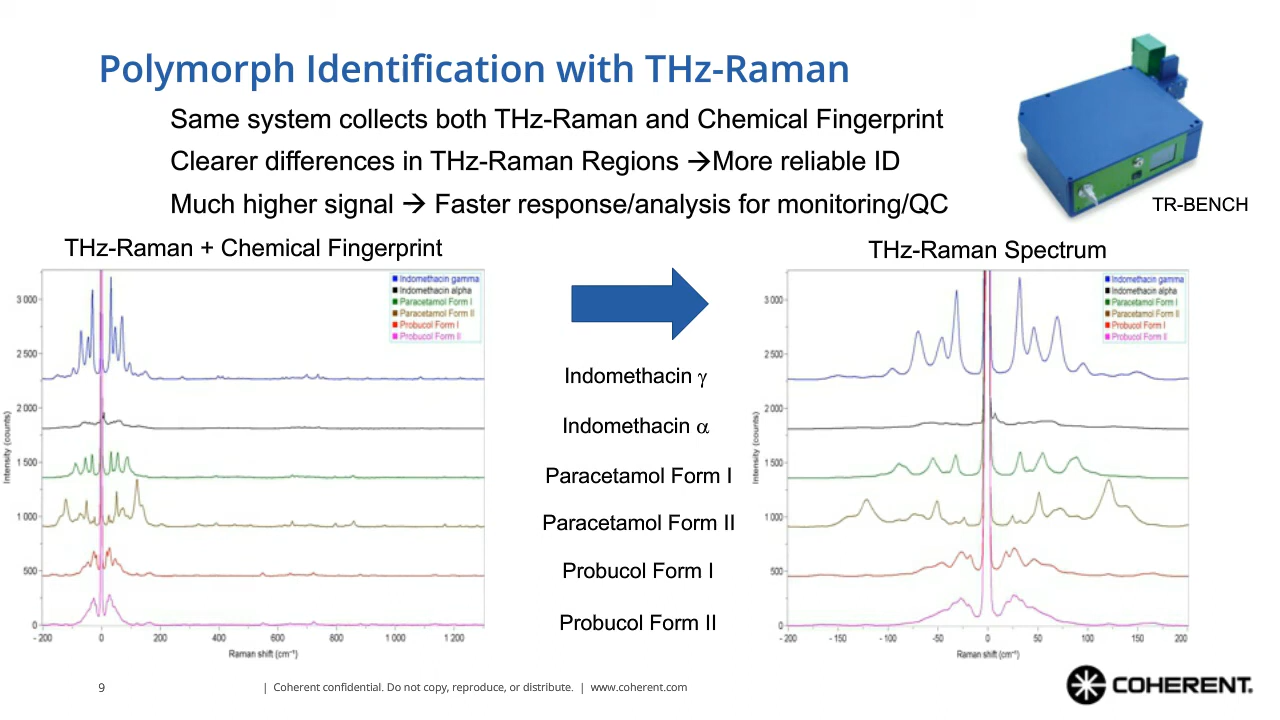 Polymorph Identification with THz-Raman
Same system collects both THz-Raman and Chemical Fingerprint
Clearer differences in THz-Raman Regions →More reliable ID
Much higher signal → Faster response/analysis for monitoring/QC
TR-BENCH
THz-Raman + Chemical Fingerprint
THz-Raman Spectrum
Indomethacin gamma
Indomethacin alpha
Paracetamol Form I
Paracetamol Form II
Probucol Form I
Probucol Form II
3 000
2 500
2 000
1 500
1 000
500
0
Intensity (counts)
-200 0 200 400 600 800 1 000 1 200
Raman shift (cm⁻¹)
Indomethacin γ
Indomethacin α
Paracetamol Form I
Paracetamol Form II
Probucol Form I
Probucol Form II
Indomethacin gamma
Indomethacin alpha
Paracetamol Form I
Paracetamol Form II
Probucol Form I
Probucol Form II
3 000
2 500
2 000
1 500
1 000
500
0
Intensity (counts)
-200 -150 -100 -50 0 50 100 150 200
Raman shift (cm⁻¹)
9 | Coherent confidential. Do not copy, reproduce, or distribute. | www.coherent.com
COHERENT.